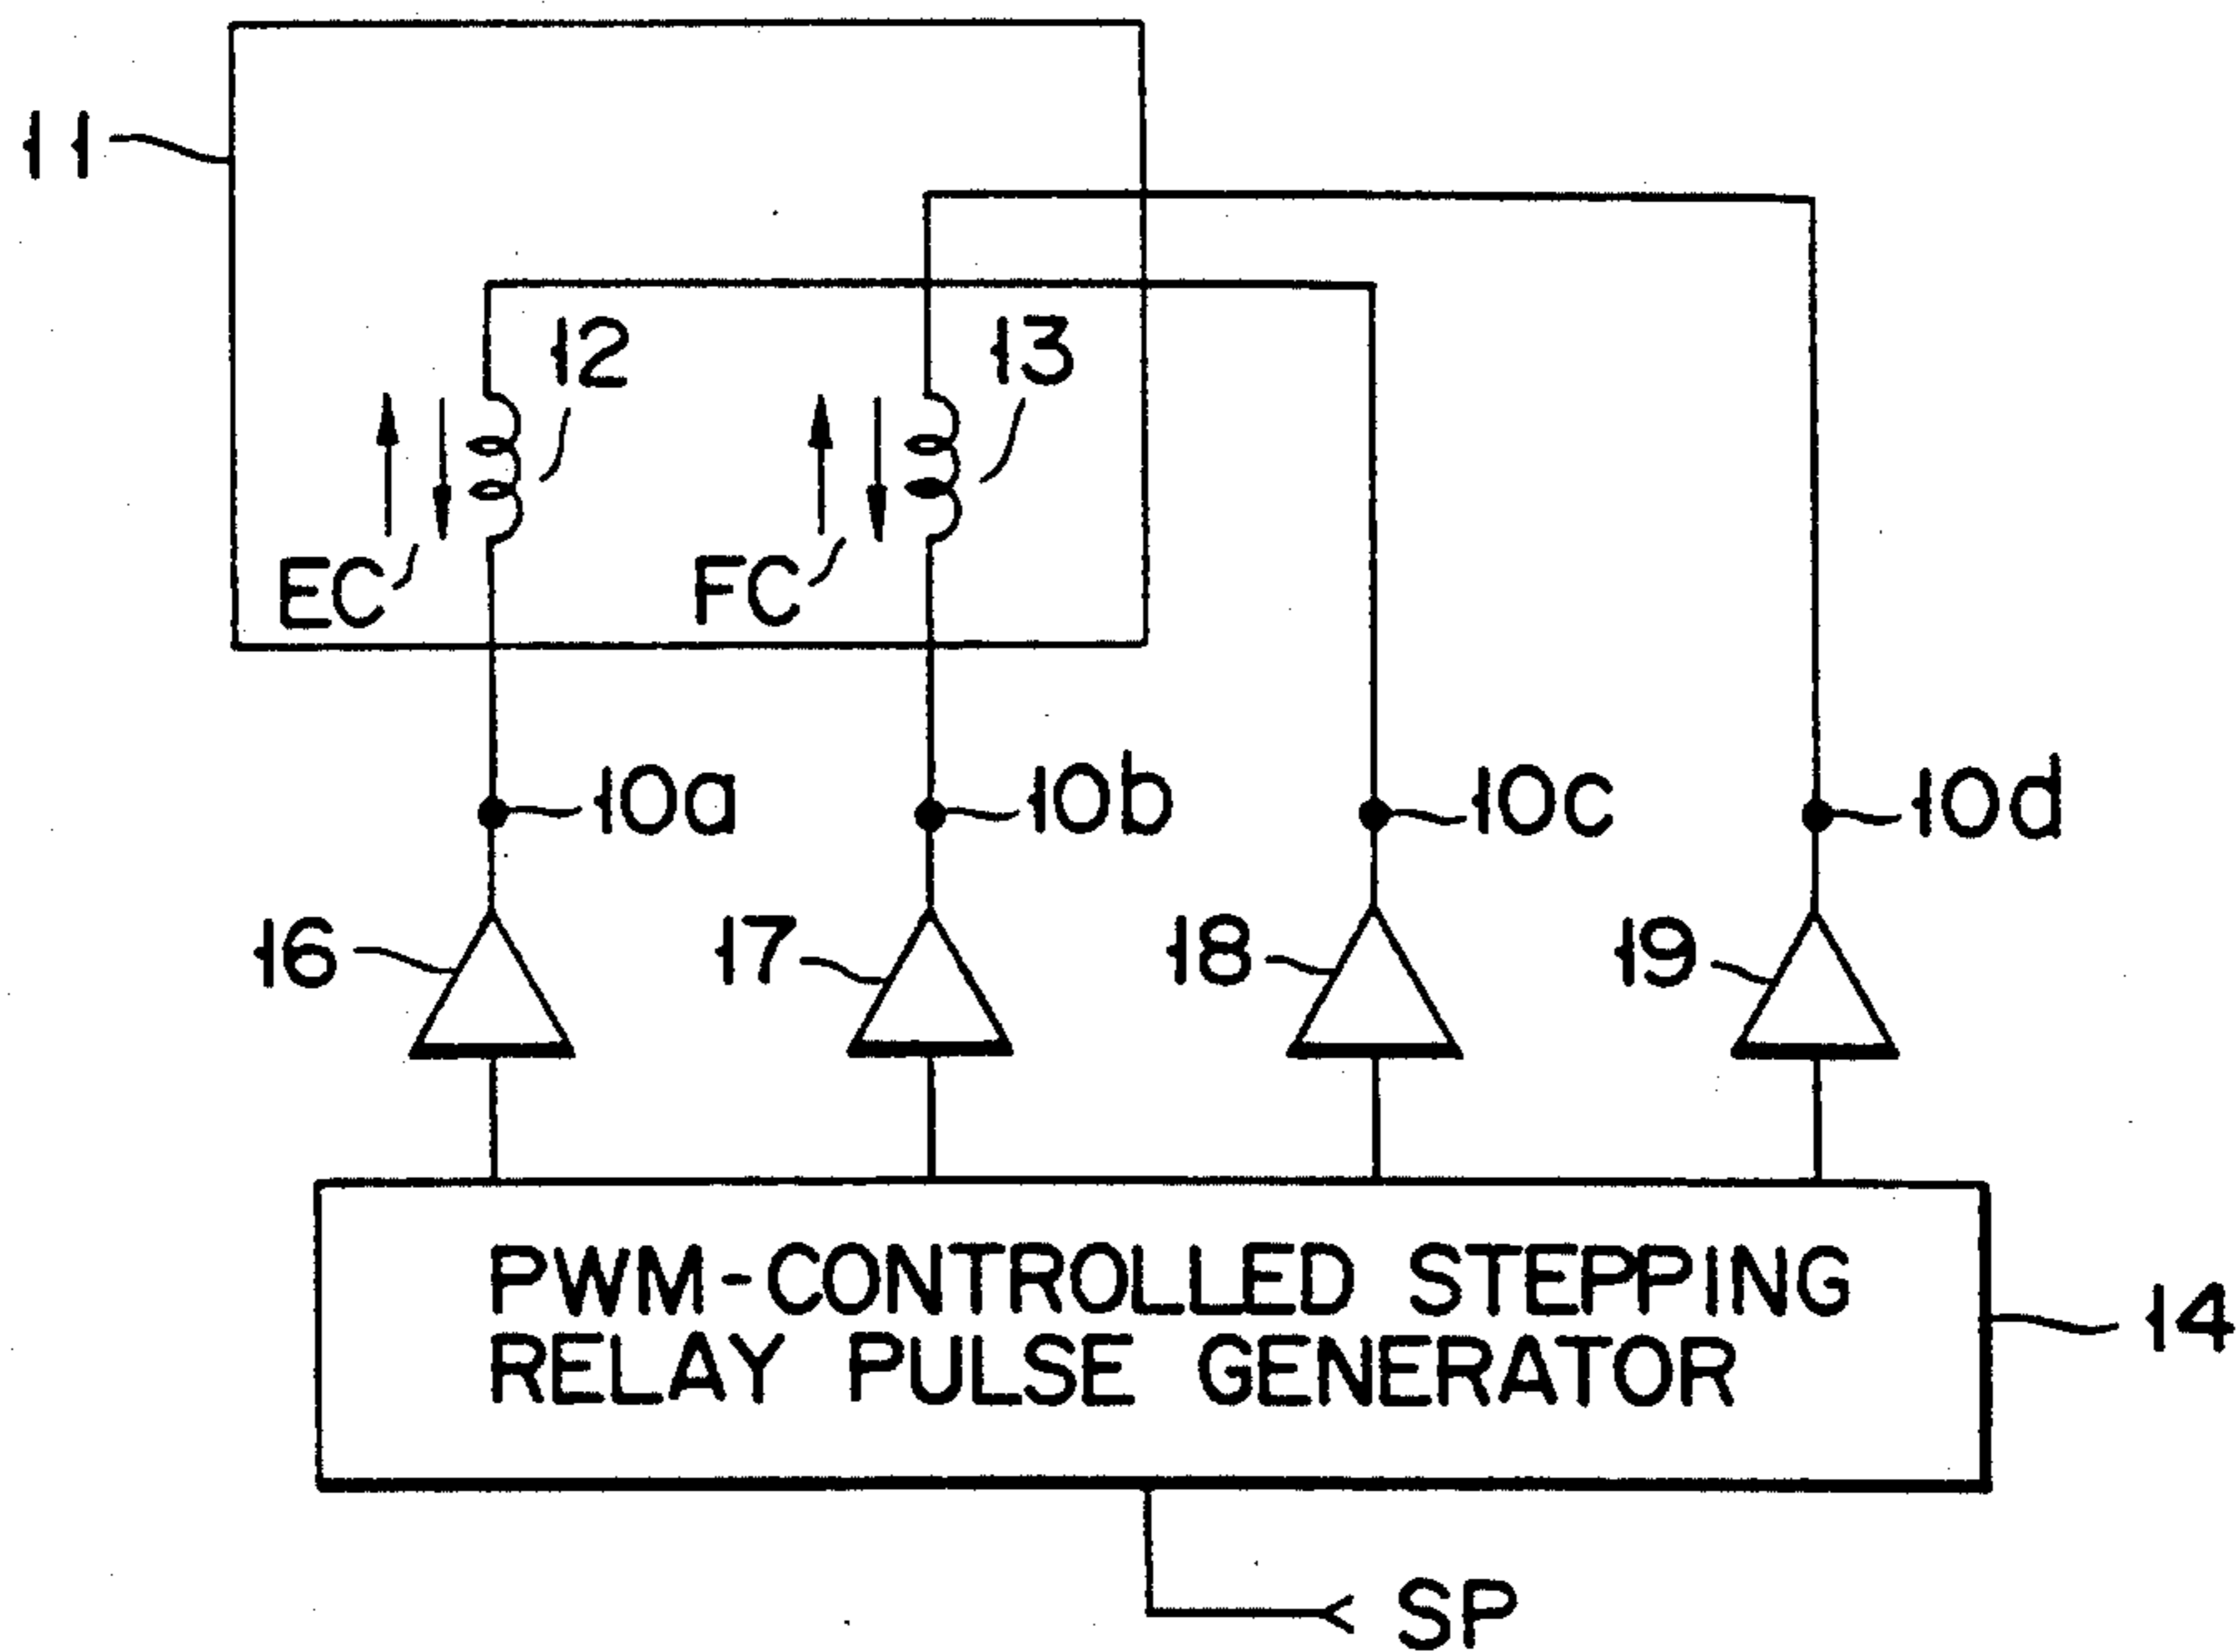 11
12
13
EC
FC
10a
10b
10c
10d
16
17
18
19
PWM-CONTROLLED STEPPING
RELAY PULSE GENERATOR
14
SP